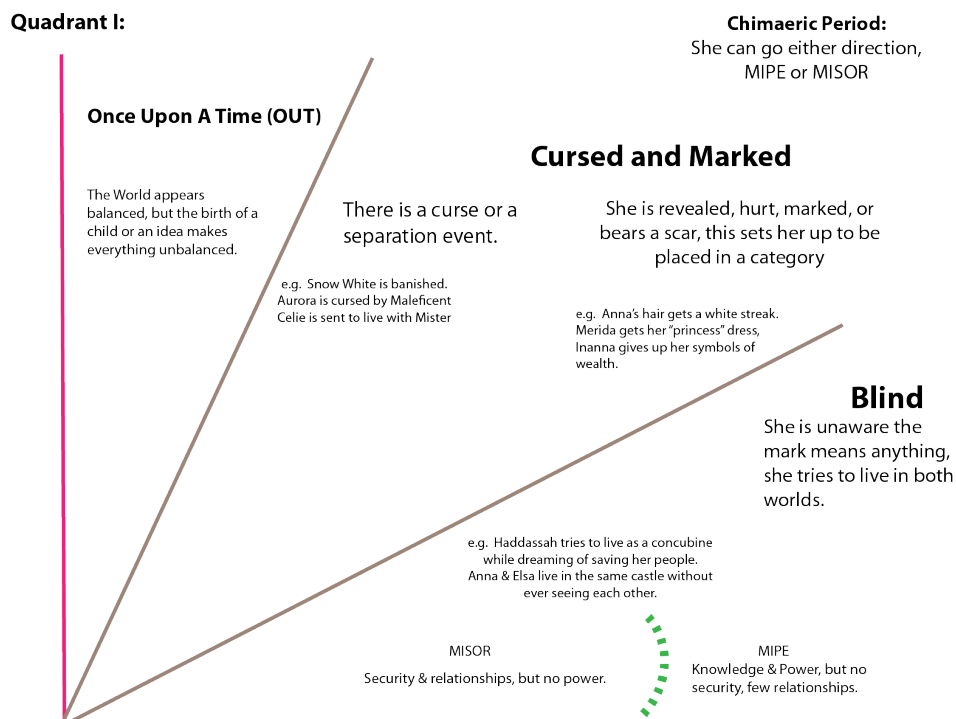 Quadrant I:
Chimaeric Period:
She can go either direction,
MIPE or MISOR
Once Upon A Time (OUT)
Cursed and Marked
The World appears
balanced, but the birth of a
child or an idea makes
everything unbalanced.
There is a curse or a
separation event.
She is revealed, hurt, marked, or
bears a scar, this sets her up to be
placed in a category
e.g. Snow White is banished.
Aurora is cursed by Maleficent
Celie is sent to live with Mister
e.g. Anna's hair gets a white streak.
Merida gets her “princess” dress,
Inanna gives up her symbols of
wealth.
Blind
She is unaware the
mark means anything,
she tries to live in both
worlds.
e.g. Haddassah tries to live as a concubine
while dreaming of saving her people.
Anna & Elsa live in the same castle without
ever seeing each other.
MISOR
Security & relationships, but no power.
MIPE
Knowledge & Power, but no
security, few relationships.